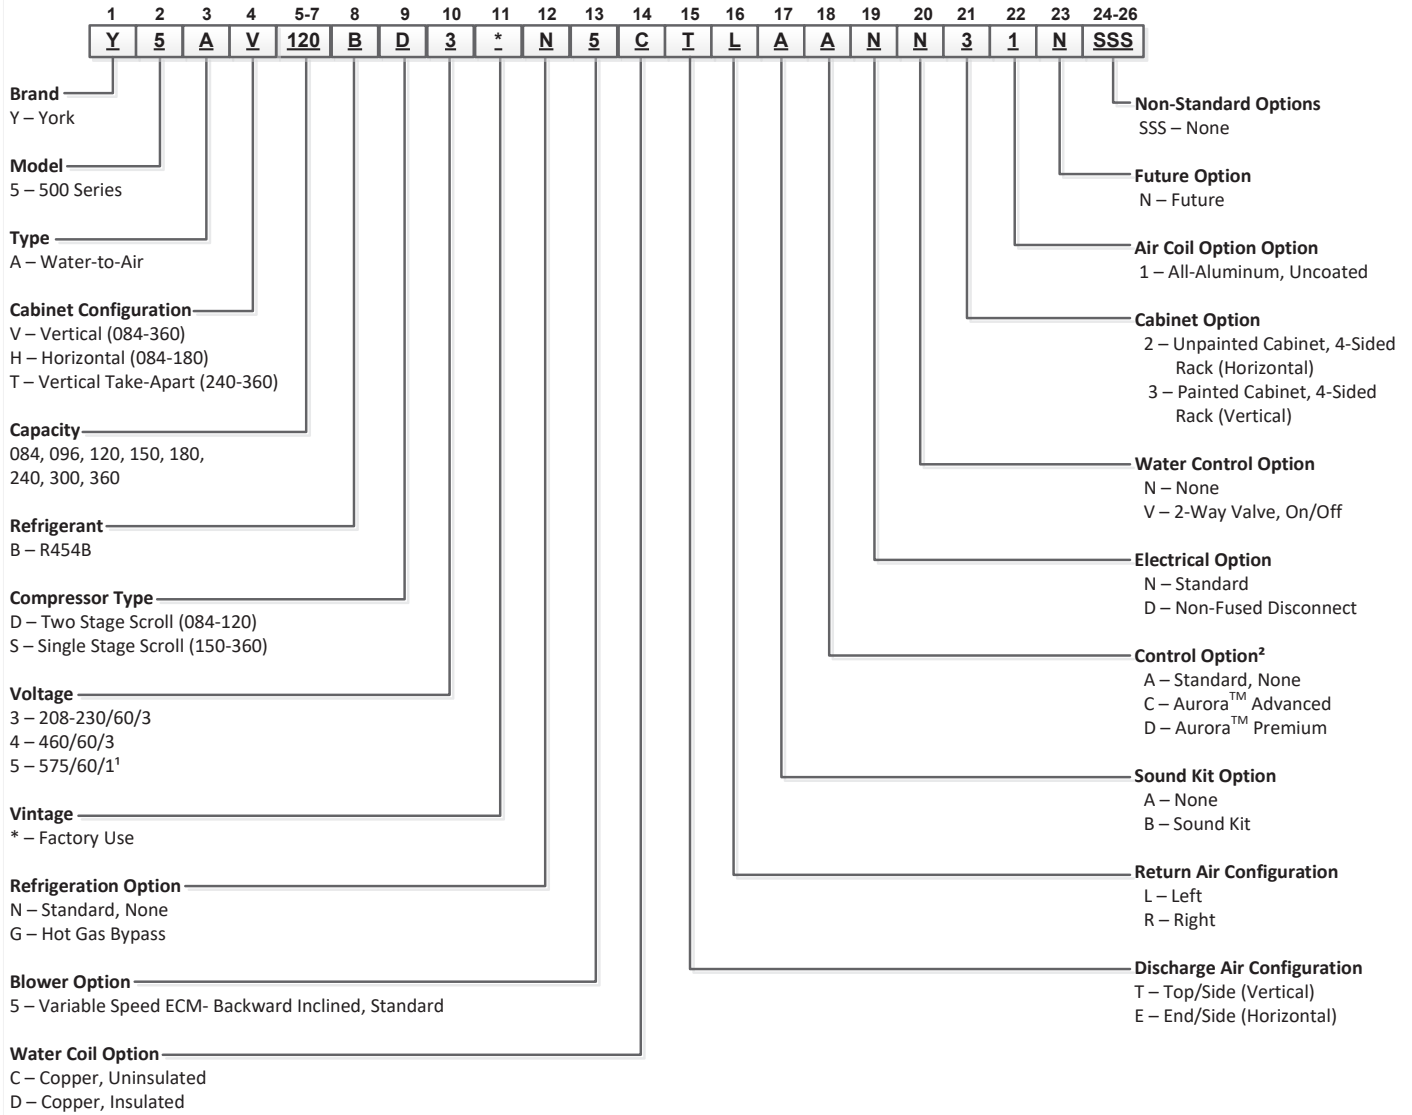 1 2 3 4 5-7 8 9 10 11 12 13 14 15 16 17 18 19 20 21 22 23 24-26
Y 5 A V 120 B D 3 * N 5 C T L A A N N 3 1 N SSS
Brand
Y – York
Model
5 – 500 Series
Type
A – Water-to-Air
Cabinet Configuration
V – Vertical (084-360)
H – Horizontal (084-180)
T – Vertical Take-Apart (240-360)
Capacity
084, 096, 120, 150, 180,
240, 300, 360
Refrigerant
B – R454B
Compressor Type
D – Two Stage Scroll (084-120)
S – Single Stage Scroll (150-360)
Voltage
3 – 208-230/60/3
4 – 460/60/3
5 – 575/60/1¹
Vintage
* – Factory Use
Refrigeration Option
N – Standard, None
G – Hot Gas Bypass
Blower Option
5 – Variable Speed ECM- Backward Inclined, Standard
Water Coil Option
C – Copper, Uninsulated
D – Copper, Insulated
Non-Standard Options
SSS – None
Future Option
N – Future
Air Coil Option Option
1 – All-Aluminum, Uncoated
Cabinet Option
2 – Unpainted Cabinet, 4-Sided
Rack (Horizontal)
3 – Painted Cabinet, 4-Sided
Rack (Vertical)
Water Control Option
N – None
V – 2-Way Valve, On/Off
Electrical Option
N – Standard
D – Non-Fused Disconnect
Control Option²
A – Standard, None
C – Aurora™ Advanced
D – Aurora™ Premium
Sound Kit Option
A – None
B – Sound Kit
Return Air Configuration
L – Left
R – Right
Discharge Air Configuration
T – Top/Side (Vertical)
E – End/Side (Horizontal)